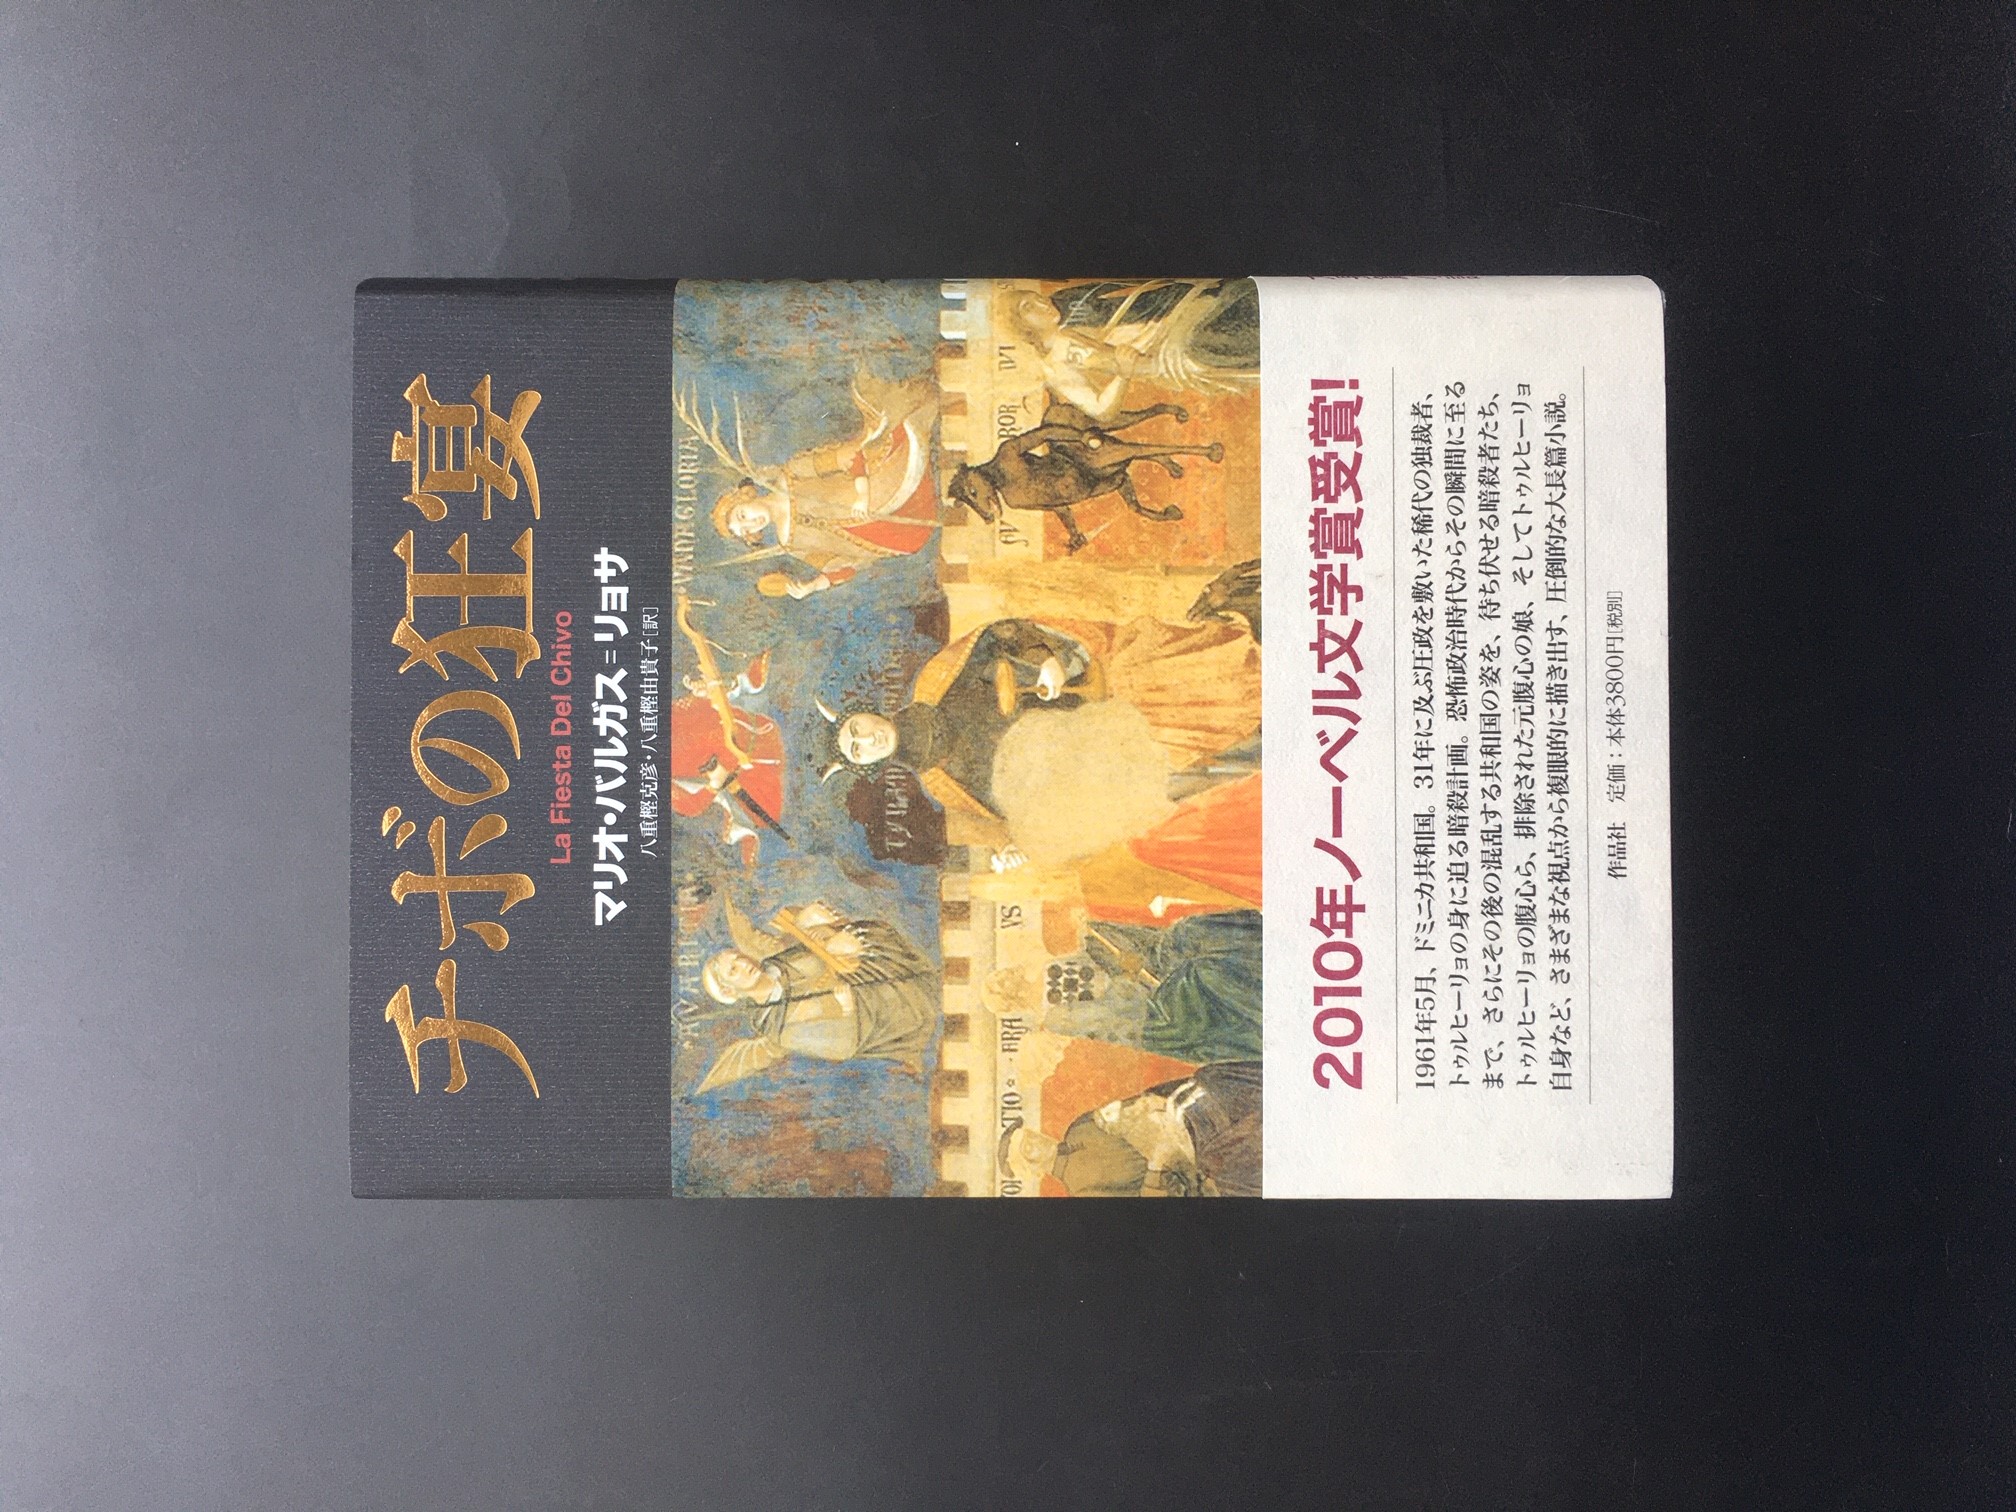 チボの狂宴
La Fiesta Del Chivo
マリオ・バルガス=リョサ
八重樫克彦・八重樫由貴子[訳]
VANAGLORIA
TYRA
2010年ノーベル文学賞受賞!
1961年5月、ドミニカ共和国。31年に及ぶ圧政を敷いた稀代の独裁者、
トゥルヒーリョの身に迫る暗殺計画。恐怖政治時代からその瞬間に至る
まで、さらにその後の混乱する共和国の姿を、待ち伏せる暗殺者たち、
トゥルヒーリョの腹心ら、排除された元腹心の娘、そしてトゥルヒーリョ
自身など、さまざまな視点から複眼的に描き出す、圧倒的な大長篇小説。
作品社 定価:本体3800円[税別]